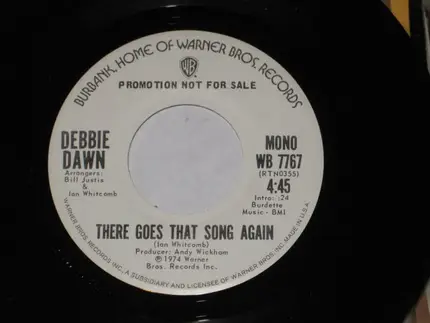 BURBANK, HOME OF WARNER BROS. RECORDS
WB
PROMOTION NOT FOR SALE
DEBBIE
DAWN
Arrangers:
Bill Justis
&
Ian Whitcomb
MONO
WB 7767
(RTN0355)
4:45
Intro: :24
Burdette
Music - BMI
THERE GOES THAT SONG AGAIN
(Ian Whitcomb)
Producer: Andy Wickham
℗1974 Warner
Bros. Records Inc.
WARNER BROS. RECORDS INC., A SUBSIDIARY AND LICENSEE OF WARNER BROS. INC. MADE IN U.S.A.